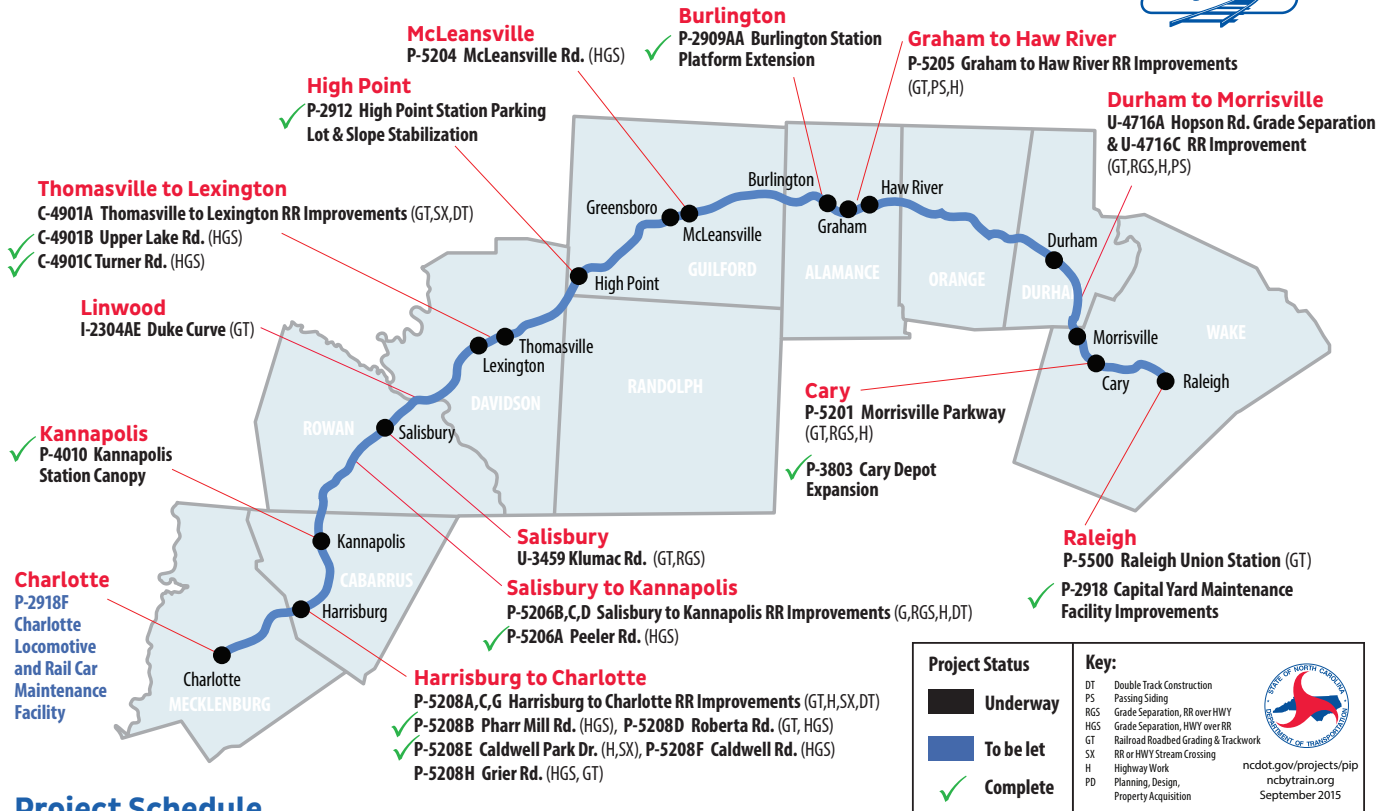 Burlington
P-2909AA Burlington Station
Platform Extension
McLeansville
P-5204 McLeansville Rd. (HGS)
Graham to Haw River
P-5205 Graham to Haw River RR Improvements
(GT,PS,H)
High Point
P-2912 High Point Station Parking
Lot & Slope Stabilization
Durham to Morrisville
U-4716A Hopson Rd. Grade Separation
& U-4716C RR Improvement
(GT,RGS,H,PS)
Thomasville to Lexington
C-4901A Thomasville to Lexington RR Improvements (GT,SX,DT)
C-4901B Upper Lake Rd. (HGS)
C-4901C Turner Rd. (HGS)
Linwood
I-2304AE Duke Curve (GT)
Burlington
Haw River
Greensboro
McLeansville
Graham
Durham
High Point
GUILFORD
ALAMANCE
ORANGE
DURHA
WAKE
Morrisville
Thomasville
Lexington
Cary
Raleigh
RANDOLPH
DAVIDSON
ROWAN
Salisbury
Cary
P-5201 Morrisville Parkway
(GT,RGS,H)
P-3803 Cary Depot
Expansion
Kannapolis
P-4010 Kannapolis
Station Canopy
Kannapolis
CABARRUS
Harrisburg
Charlotte
MECKLENBURG
Salisbury
U-3459 Klumac Rd. (GT,RGS)
Salisbury to Kannapolis
P-5206B,C,D Salisbury to Kannapolis RR Improvements (G,RGS,H,DT)
P-5206A Peeler Rd. (HGS)
Raleigh
P-5500 Raleigh Union Station (GT)
P-2918 Capital Yard Maintenance
Facility Improvements
Charlotte
P-2918F
Charlotte
Locomotive
and Rail Car
Maintenance
Facility
Harrisburg to Charlotte
P-5208A,C,G Harrisburg to Charlotte RR Improvements (GT,H,SX,DT)
P-5208B Pharr Mill Rd. (HGS), P-5208D Roberta Rd. (GT, HGS)
P-5208E Caldwell Park Dr. (H,SX), P-5208F Caldwell Rd. (HGS)
P-5208H Grier Rd. (HGS, GT)
Project Status
Underway
To be let
Complete
Key:
DT Double Track Construction
PS Passing Siding
RGS Grade Separation, RR over HWY
HGS Grade Separation, HWY over RR
GT Railroad Roadbed Grading & Trackwork
SX RR or HWY Stream Crossing
H Highway Work
PD Planning, Design,
Property Acquisition
STATE OF NORTH CAROLINA
DEPARTMENT OF TRANSPORTATION
ncdot.gov/projects/pip
ncbytrain.org
September 2015
Project Schedule